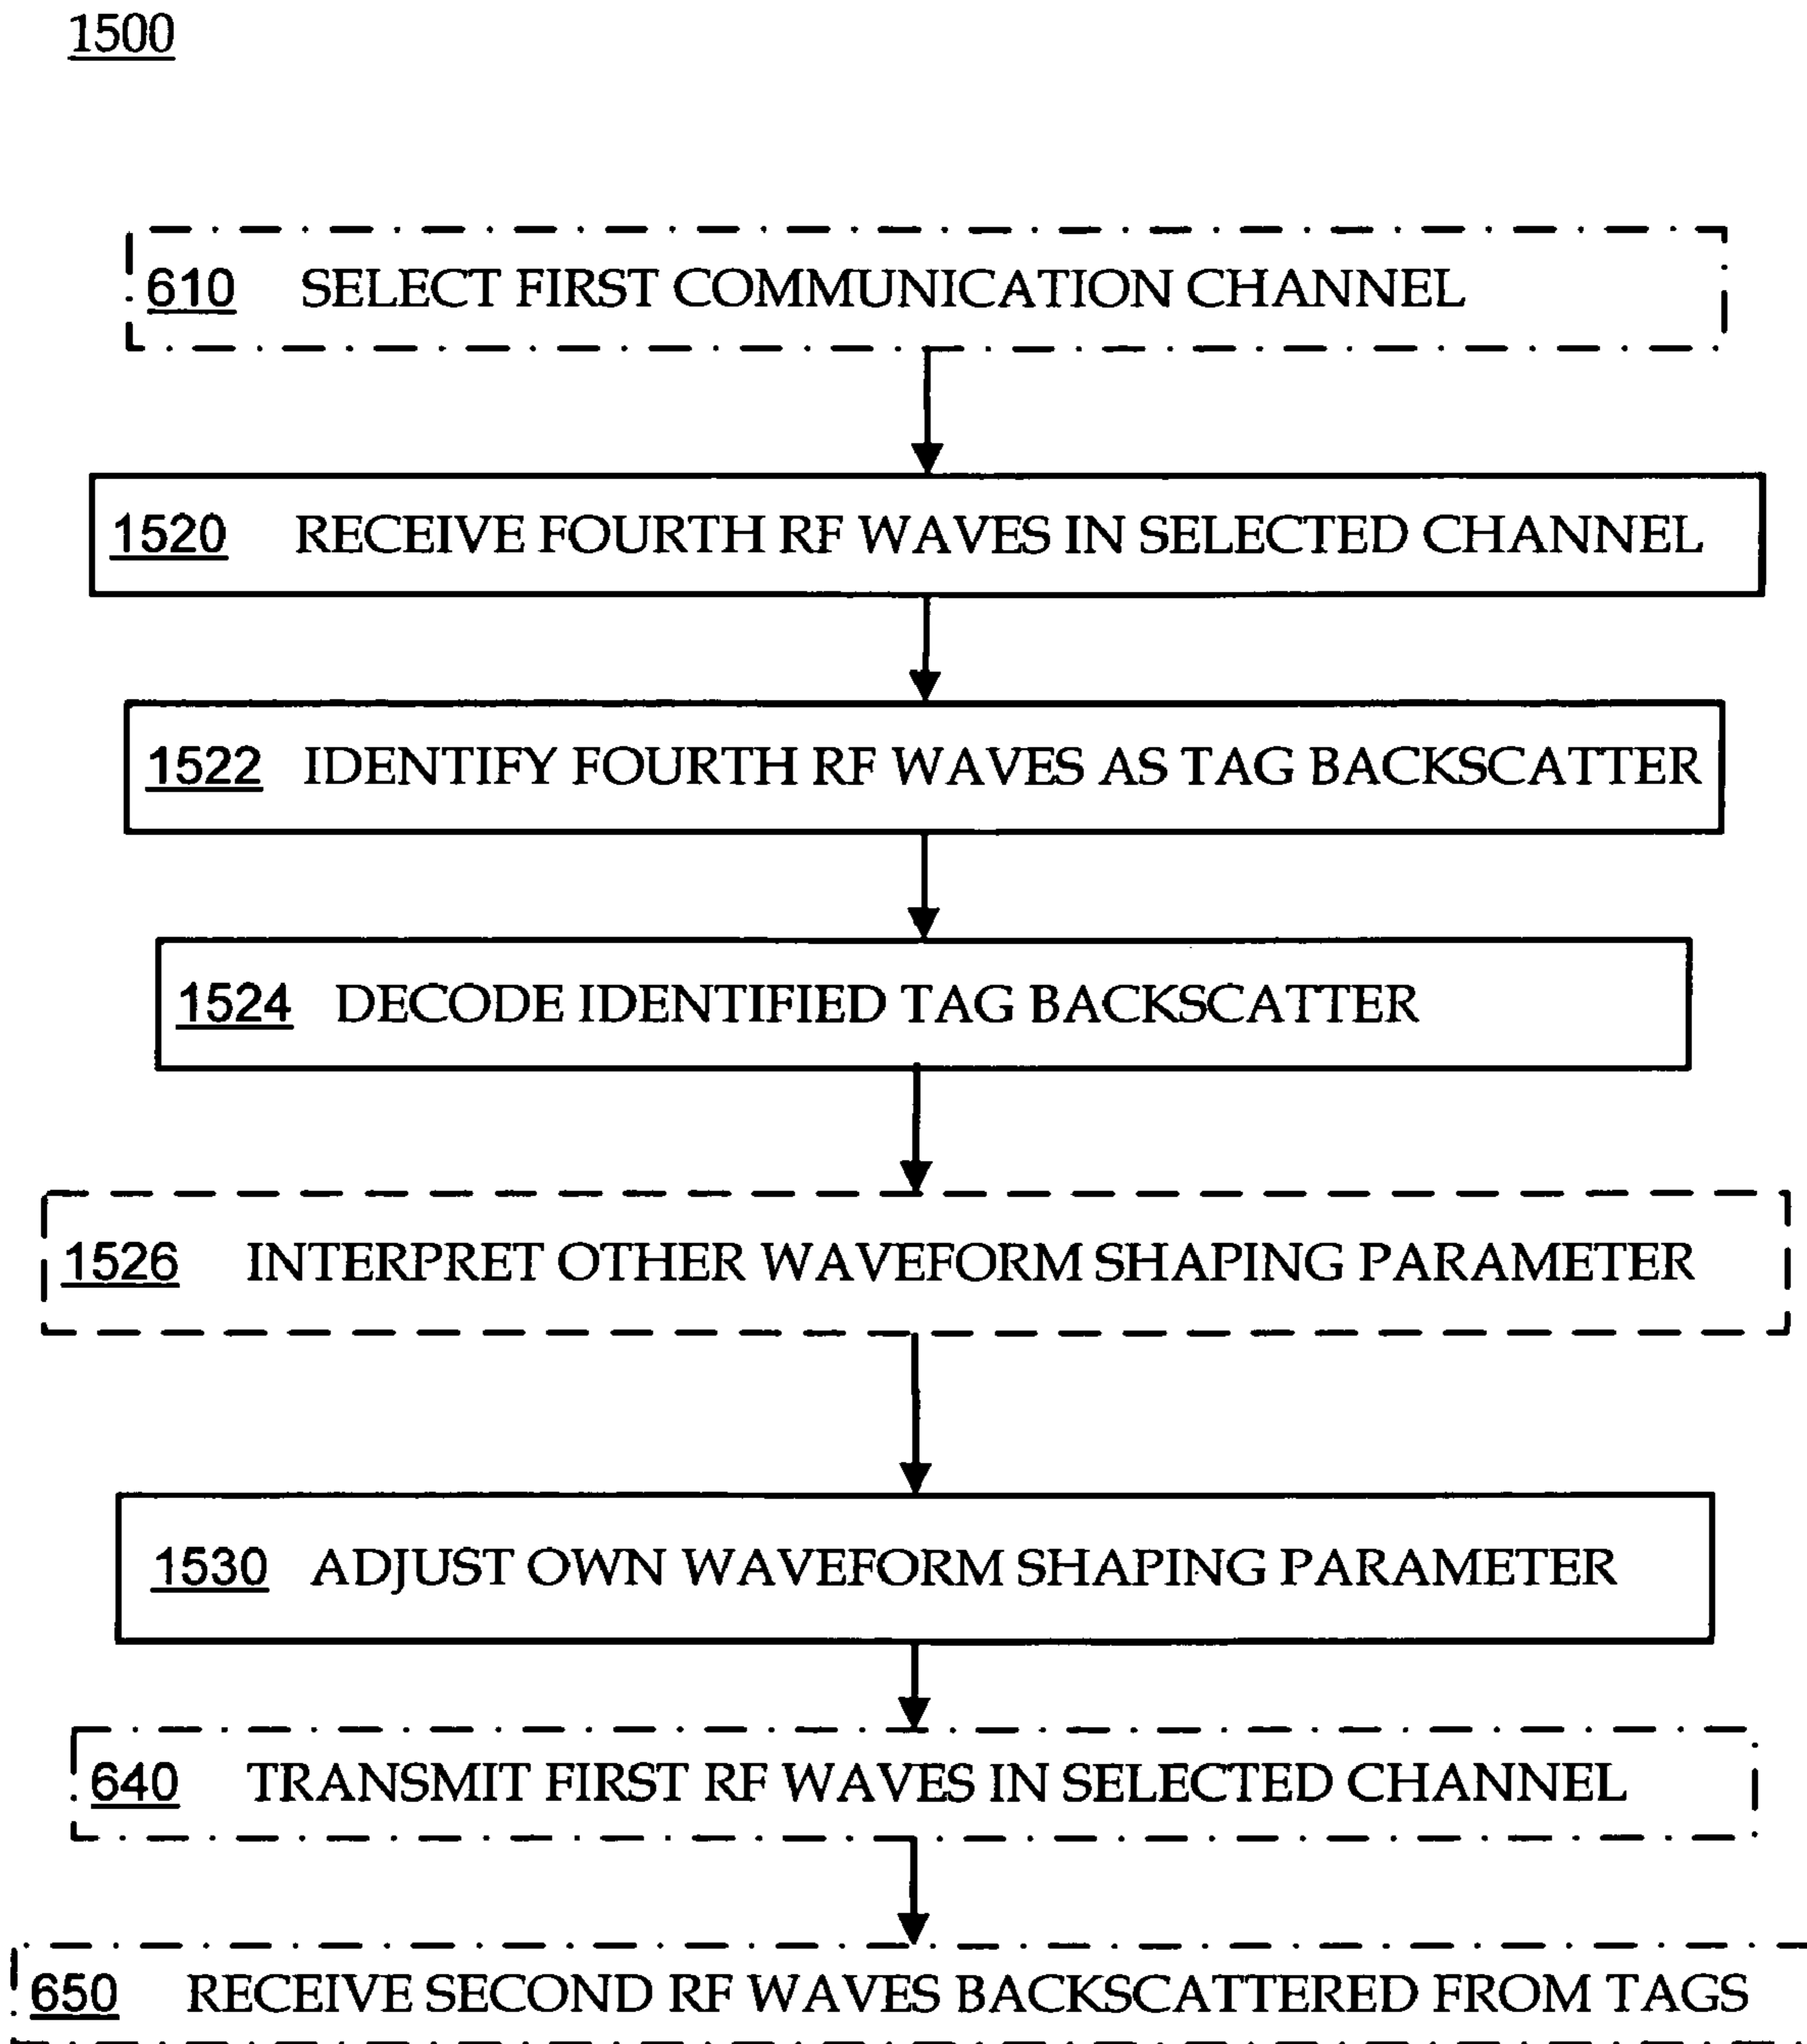 1500
610 SELECT FIRST COMMUNICATION CHANNEL
1520 RECEIVE FOURTH RF WAVES IN SELECTED CHANNEL
1522 IDENTIFY FOURTH RF WAVES AS TAG BACKSCATTER
1524 DECODE IDENTIFIED TAG BACKSCATTER
1526 INTERPRET OTHER WAVEFORM SHAPING PARAMETER
1530 ADJUST OWN WAVEFORM SHAPING PARAMETER
640 TRANSMIT FIRST RF WAVES IN SELECTED CHANNEL
650 RECEIVE SECOND RF WAVES BACKSCATTERED FROM TAGS